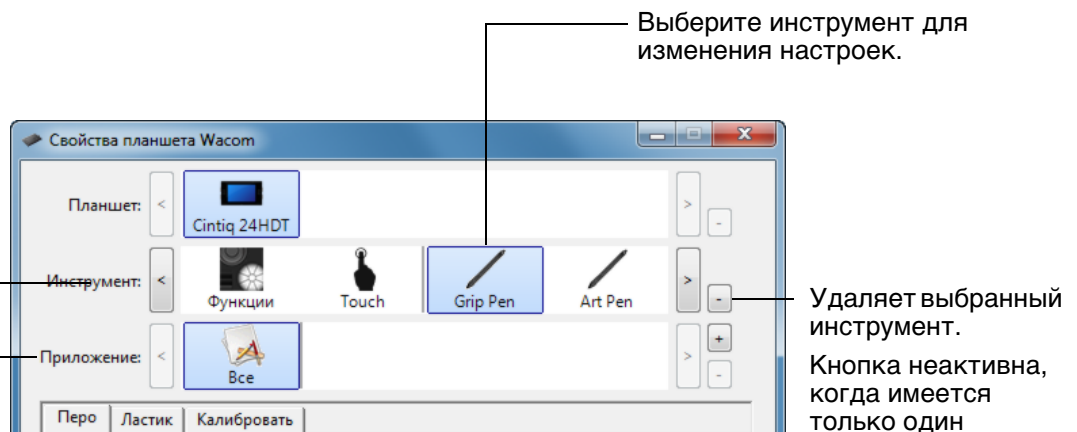 Выберите инструмент для
изменения настроек.
Свойства планшета Wacom
Планшет:
Cintiq 24HDT
Инструмент:
Функции
Touch
Grip Pen
Art Pen
Удаляет выбранный
инструмент.
Приложение:
Все
Кнопка неактивна,
когда имеется
только один
Перо
Ластик
Калибровать